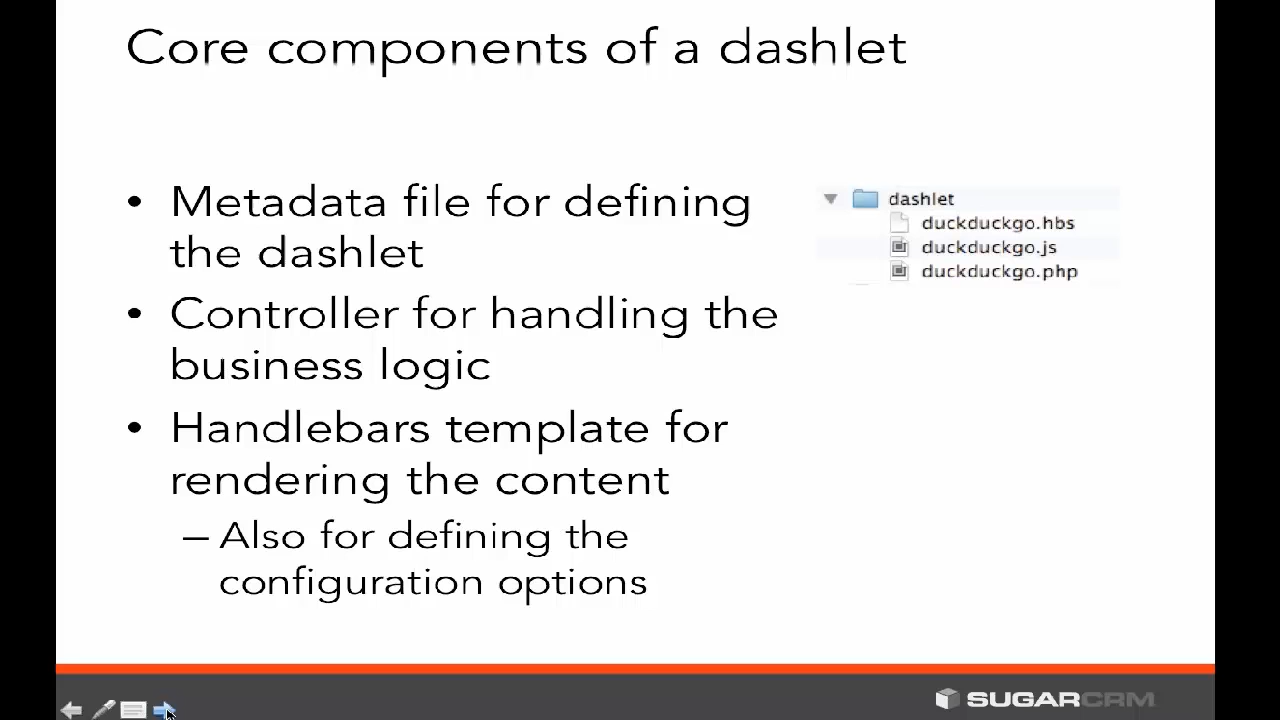 Core components of a dashlet
• Metadata file for defining
the dashlet
• Controller for handling the
business logic
• Handlebars template for
rendering the content
– Also for defining the
configuration options
dashlet
duckduckgo.hbs
duckduckgo.js
duckduckgo.php
SUGARCRM